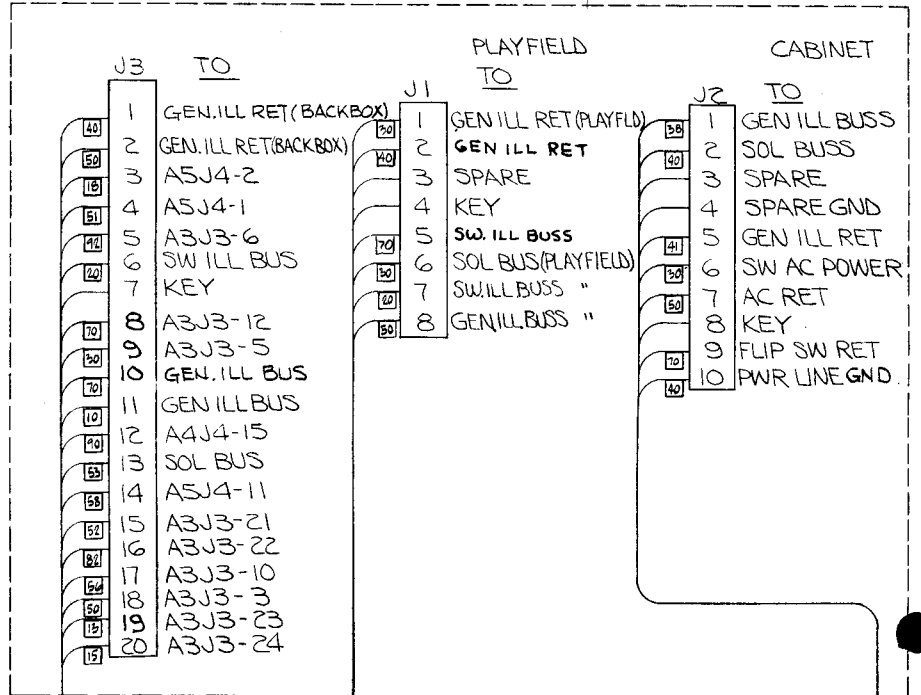 J3 TO
40 1 GEN.ILL RET(BACKBOX)
50 2 GEN.ILL RET(BACKBOX)
18 3 A5J4-2
51 4 A5J4-1
92 5 A3J3-6
20 6 SW ILL BUS
7 KEY
70 8 A3J3-12
30 9 A3J3-5
70 10 GEN. ILL BUS
10 11 GEN ILL BUS
90 12 A4J4-15
53 13 SOL BUS
58 14 A5J4-11
52 15 A3J3-21
82 16 A3J3-22
56 17 A3J3-10
50 18 A3J3-3
13 19 A3J3-23
15 20 A3J3-24
PLAYFIELD
J1 TO
30 1 GEN ILL RET(PLAYFLD)
40 2 GEN ILL RET
3 SPARE
4 KEY
70 5 SW. ILL BUSS
30 6 SOL BUS(PLAYFIELD)
20 7 SW.ILL BUSS "
50 8 GEN ILL BUSS "
CABINET
J2 TO
38 1 GEN ILL BUSS
40 2 SOL BUSS
3 SPARE
4 SPARE GND
41 5 GEN ILL RET
30 6 SW AC POWER
50 7 AC RET
8 KEY
70 9 FLIP SW RET
40 10 PWR LINE GND.